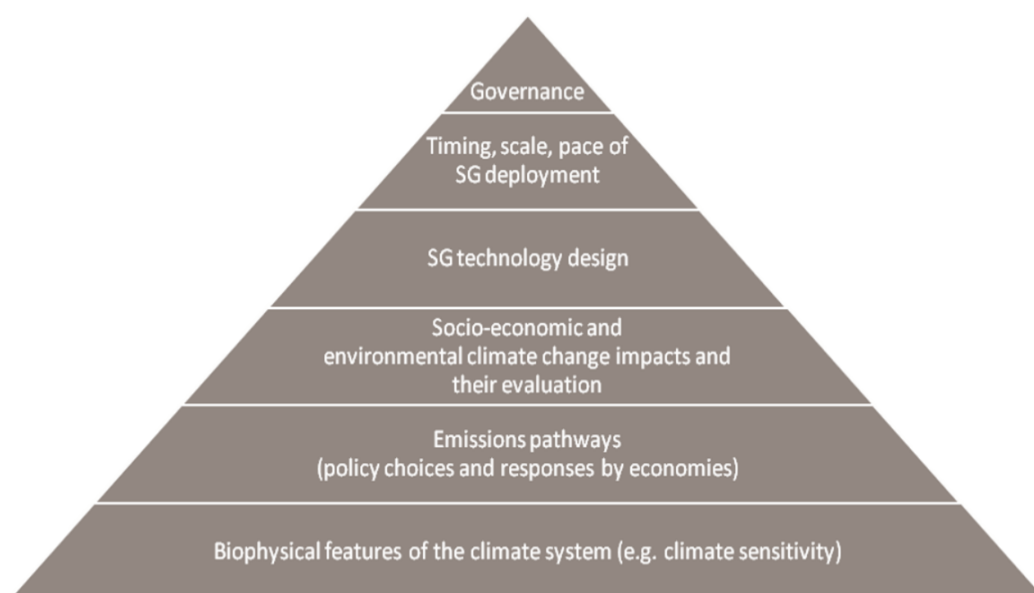 Governance
Timing, scale, pace of
SG deployment
SG technology design
Socio-economic and
environmental climate change impacts and
their evaluation
Emissions pathways
(policy choices and responses by economies)
Biophysical features of the climate system (e.g. climate sensitivity)